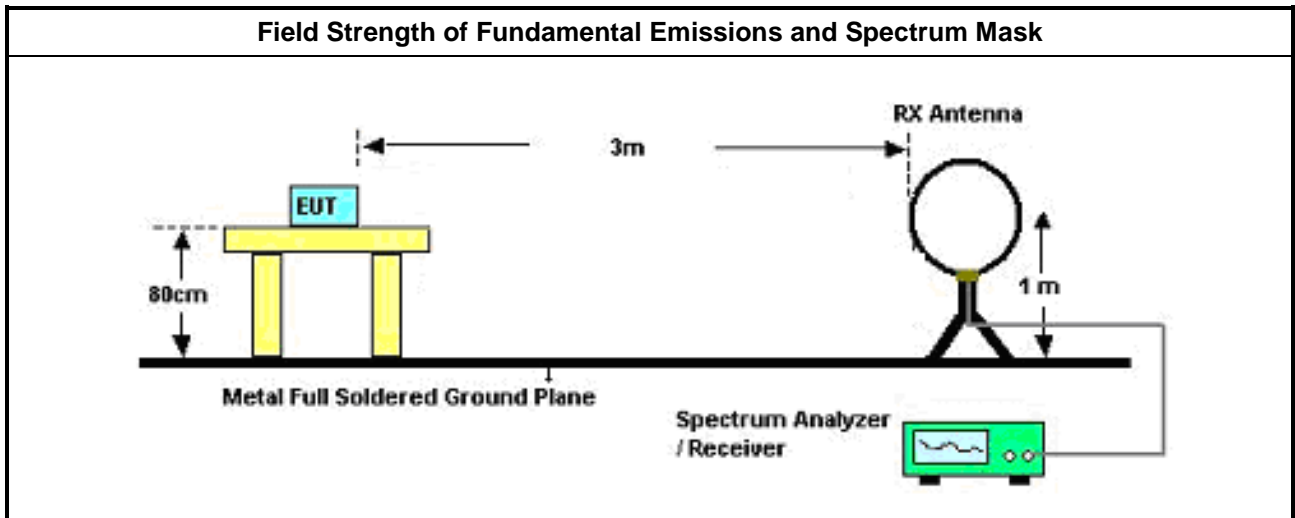 Field Strength of Fundamental Emissions and Spectrum Mask
RX Antenna
3m
EUT
80cm
1 m
Metal Full Soldered Ground Plane
Spectrum Analyzer
/ Receiver